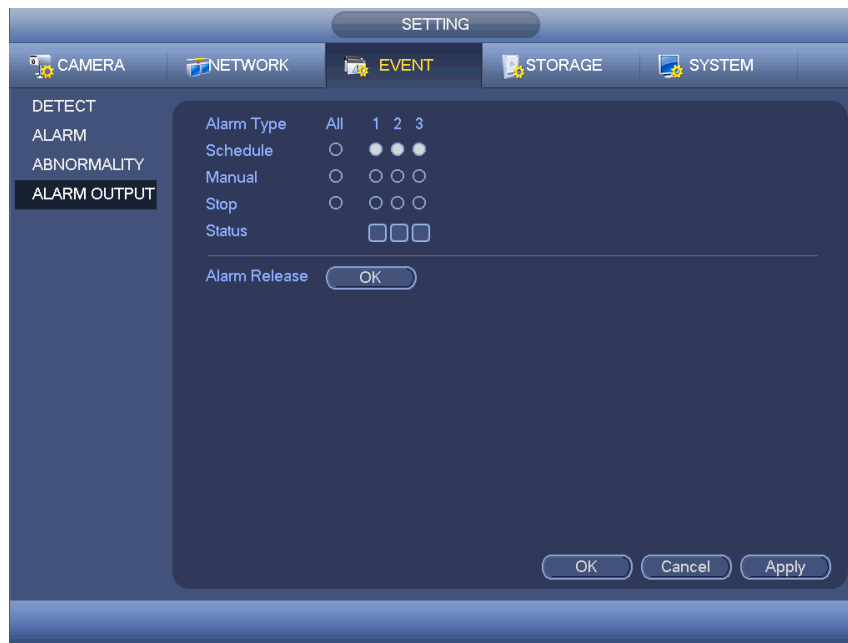 SETTING
CAMERA NETWORK EVENT STORAGE SYSTEM
DETECT
ALARM
ABNORMALITY
ALARM OUTPUT
Alarm Type All 1 2 3
Schedule
Manual
Stop
Status
Alarm Release OK
OK Cancel Apply